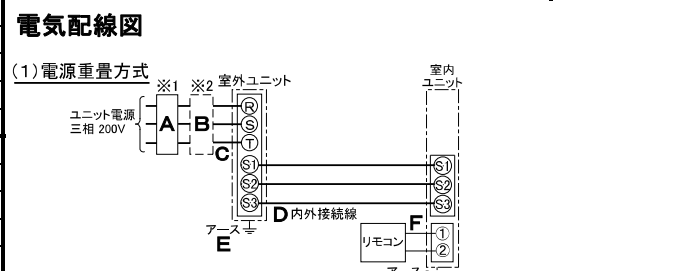 電気配線図
(1)電源重畳方式
※1 ※2 室外ユニット
室内
ユニット
ユニット電源
三相 200V
A
B
R
S
T
C
S1
S2
S3
S1
S2
S3
D 内外接続線
アース
E
F
リモコン
①
②
アース